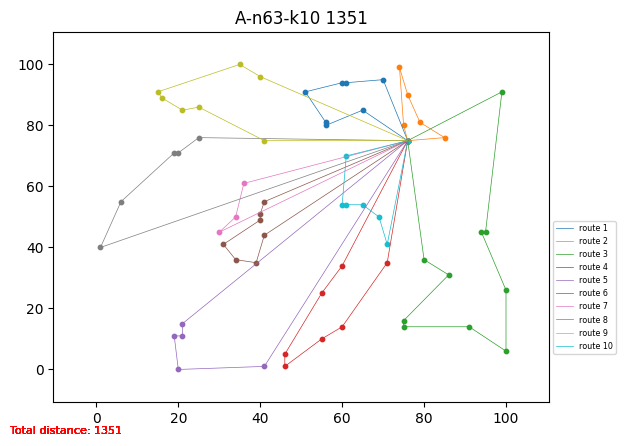 A-n63-k10 1351
100
80
60
40
20
0
0 20 40 60 80 100
route 1
route 2
route 3
route 4
route 5
route 6
route 7
route 8
route 9
route 10
Total distance: 1351